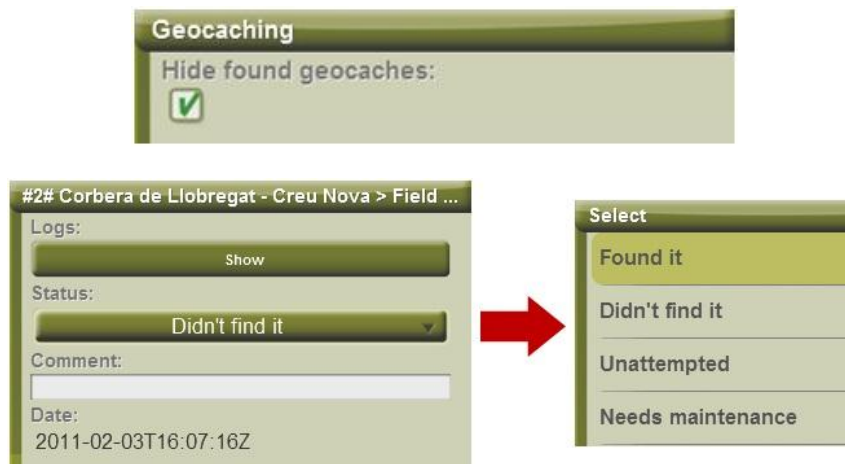 Geocaching
Hide found geocaches:
#2# Corbera de Llobregat - Creu Nova > Field ...
Logs:
Show
Status:
Didn't find it
Comment:
Date:
2011-02-03T16:07:16Z
Select
Found it
Didn't find it
Unattempted
Needs maintenance